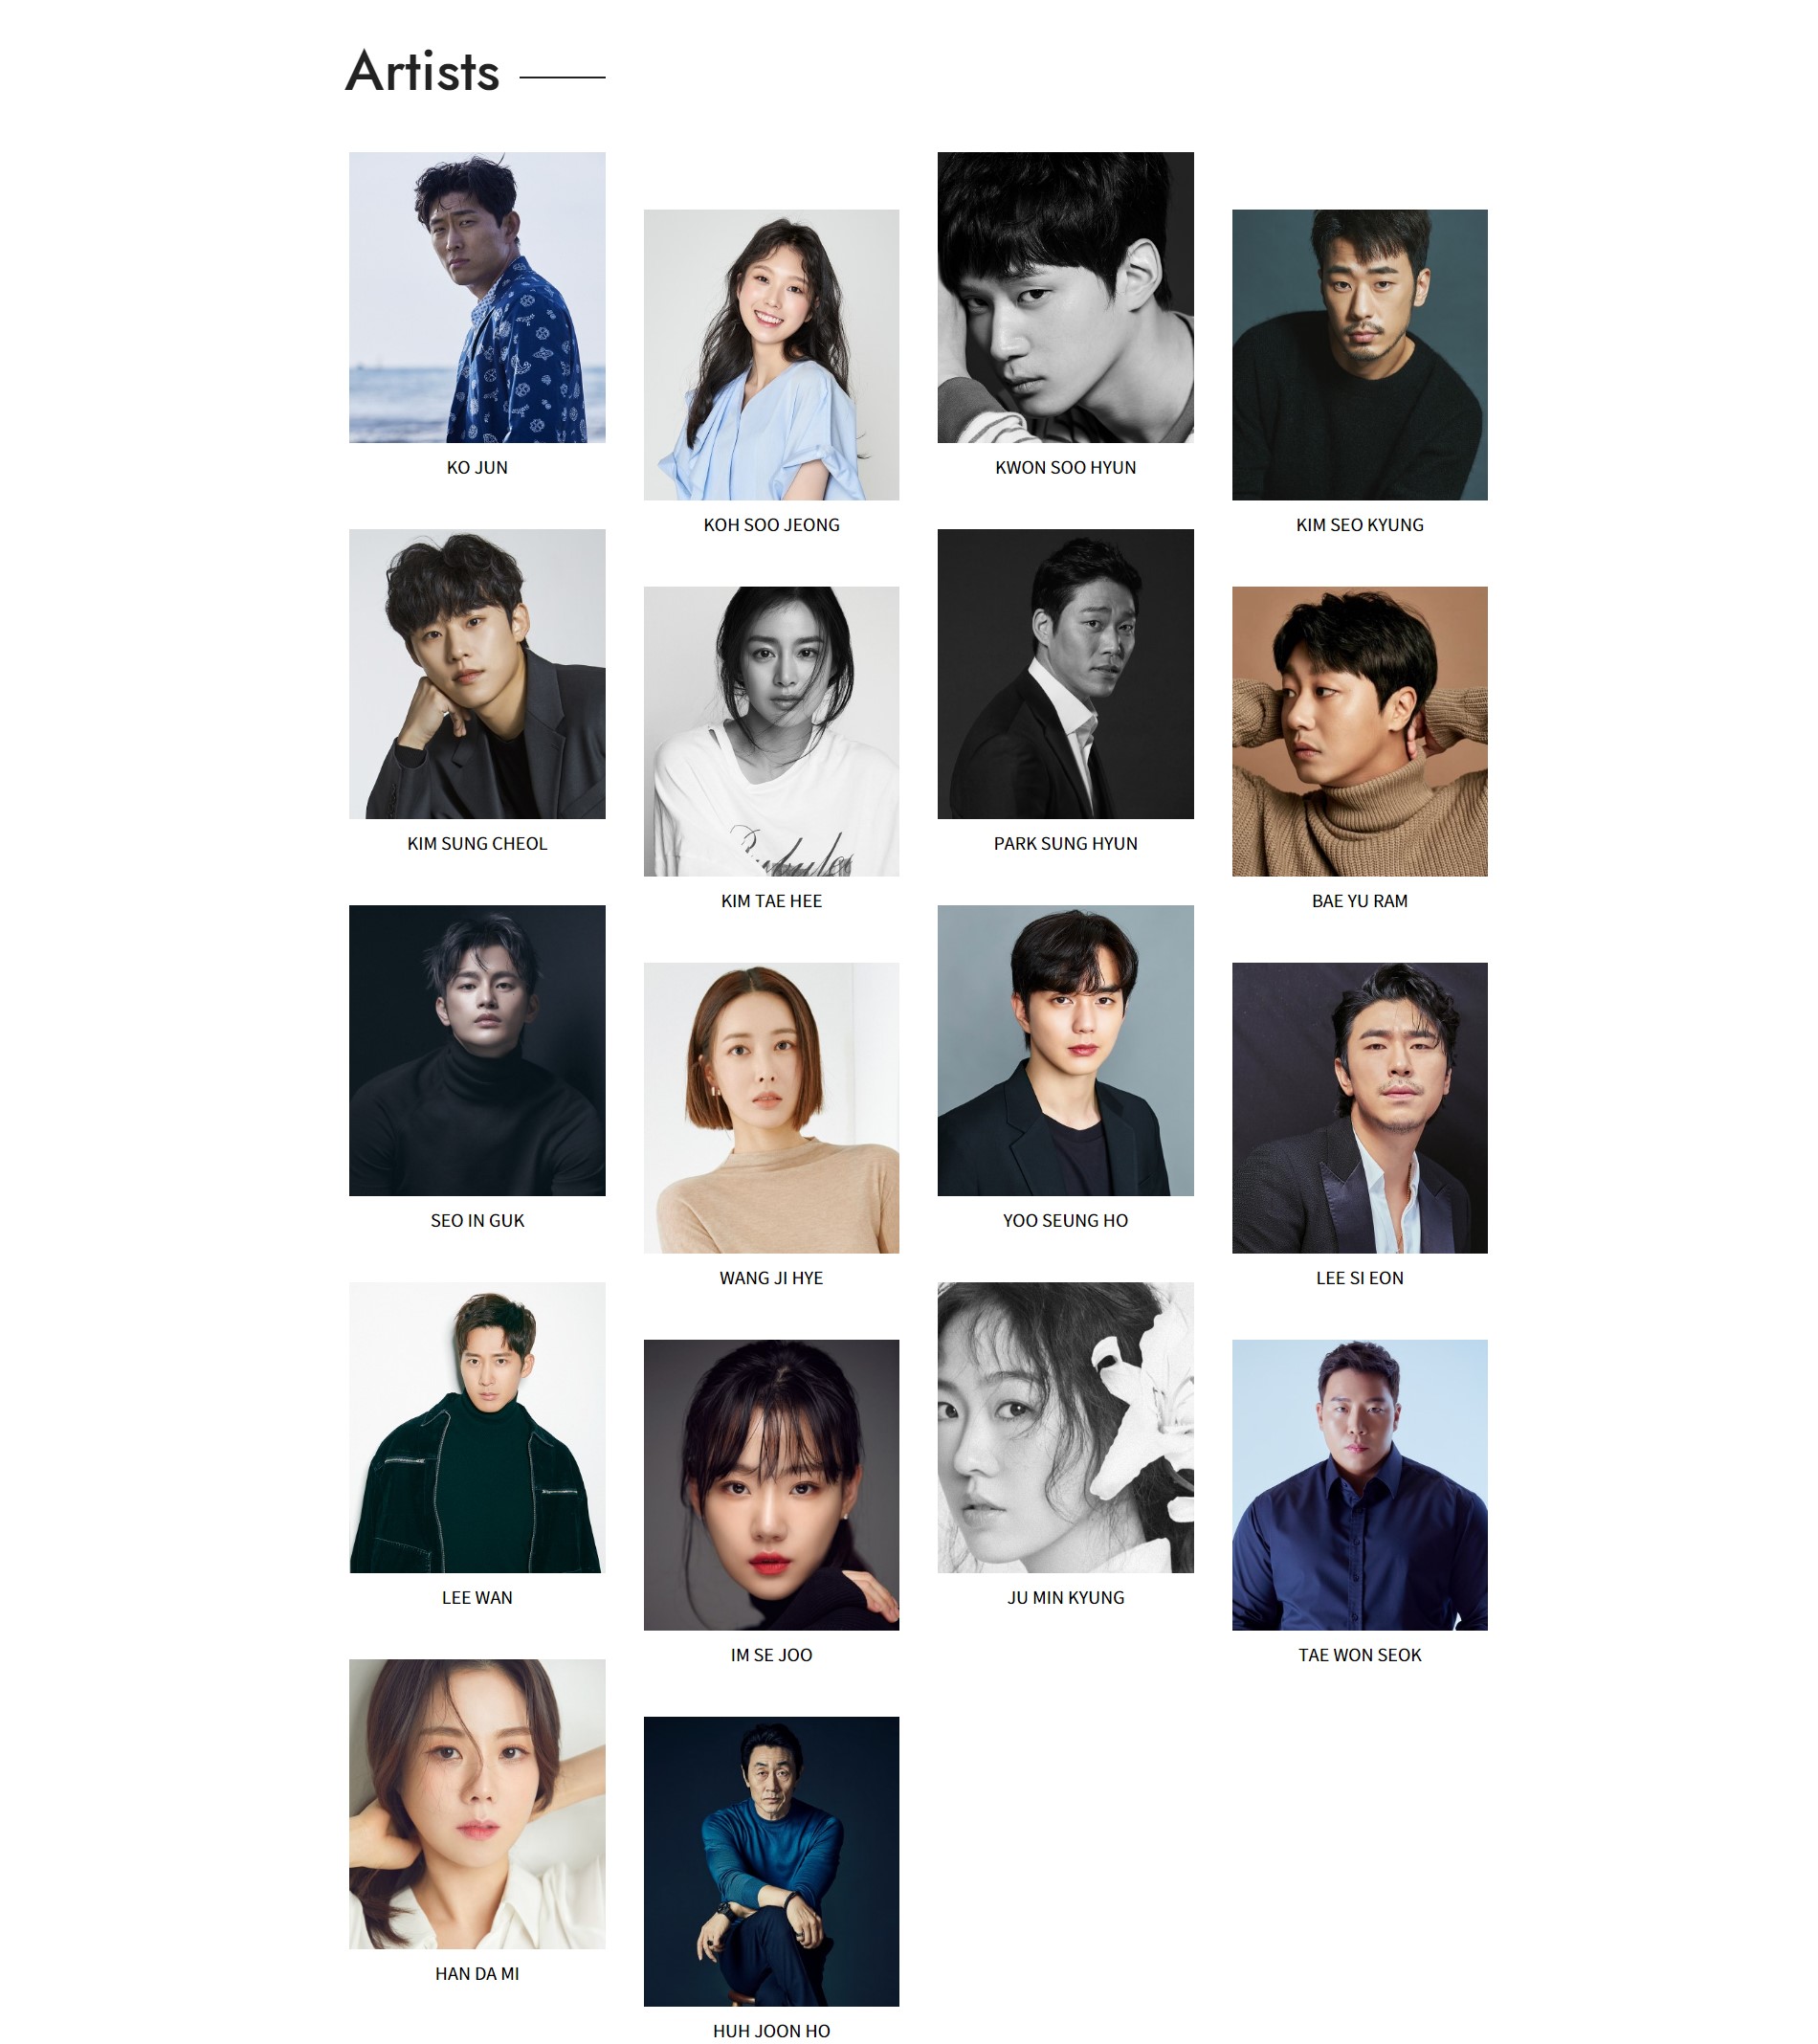 Artists
KO JUN
KOH SOO JEONG
KWON SOO HYUN
KIM SEO KYUNG
KIM SUNG CHEOL
KIM TAE HEE
PARK SUNG HYUN
BAE YU RAM
SEO IN GUK
WANG JI HYE
YOO SEUNG HO
LEE SI EON
LEE WAN
IM SE JOO
JU MIN KYUNG
TAE WON SEOK
HAN DA MI
HUH JOON HO